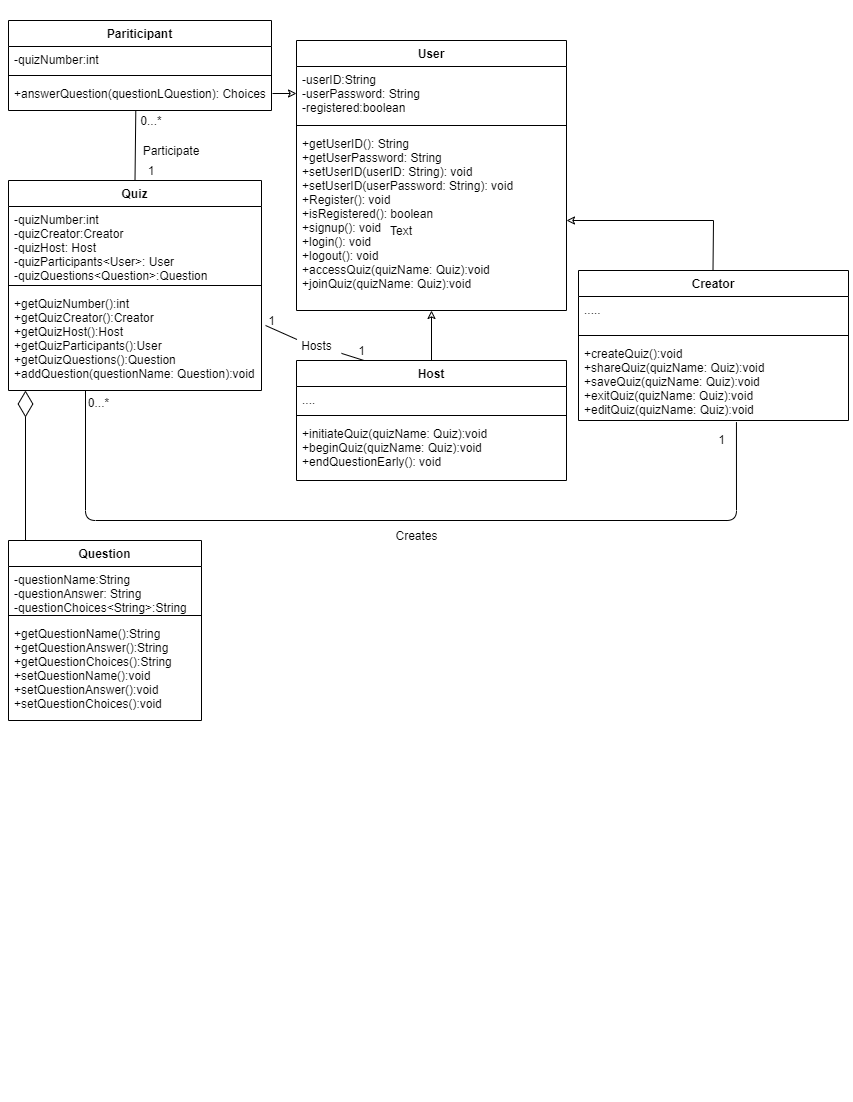 Pariticipant
-quizNumber:int
+answerQuestion(questionLQuestion): Choices
0...*
Participate
1
User
-userID:String
-userPassword: String
-registered:boolean
+getUserID(): String
+getUserPassword: String
+setUserID(userID: String): void
+setUserID(userPassword: String): void
+Register(): void
+isRegistered(): boolean
+signup(): void
Text
+login(): void
+logout(): void
+accessQuiz(quizName: Quiz):void
+joinQuiz(quizName: Quiz):void
Quiz
-quizNumber:int
-quizCreator:Creator
-quizHost: Host
-quizParticipants<User>: User
-quizQuestions<Question>:Question
+getQuizNumber():int
+getQuizCreator():Creator
+getQuizHost():Host
+getQuizParticipants():User
+getQuizQuestions():Question
+addQuestion(questionName: Question):void
1
Hosts
1
Creator
.....
+createQuiz():void
+shareQuiz(quizName: Quiz):void
+saveQuiz(quizName: Quiz):void
+exitQuiz(quizName: Quiz):void
+editQuiz(quizName: Quiz):void
Host
....
+initiateQuiz(quizName: Quiz):void
+beginQuiz(quizName: Quiz):void
+endQuestionEarly(): void
0...*
1
Creates
Question
-questionName:String
-questionAnswer: String
-questionChoices<String>:String
+getQuestionName():String
+getQuestionAnswer():String
+getQuestionChoices():String
+setQuestionName():void
+setQuestionAnswer():void
+setQuestionChoices():void